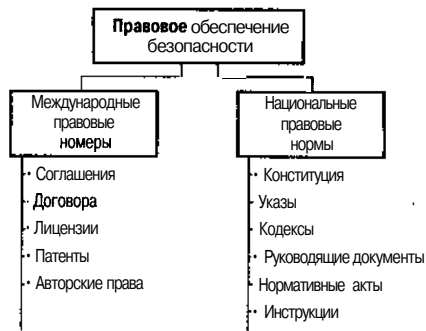 Правовое обеспечение
безопасности
Международные
правовые
номеры
• Соглашения
• Договора
• Лицензии
• Патенты
• Авторские права
Национальные
правовые
нормы
• Конституция
• Указы
• Кодексы
• Руководящие документы
• Нормативные акты
• Инструкции